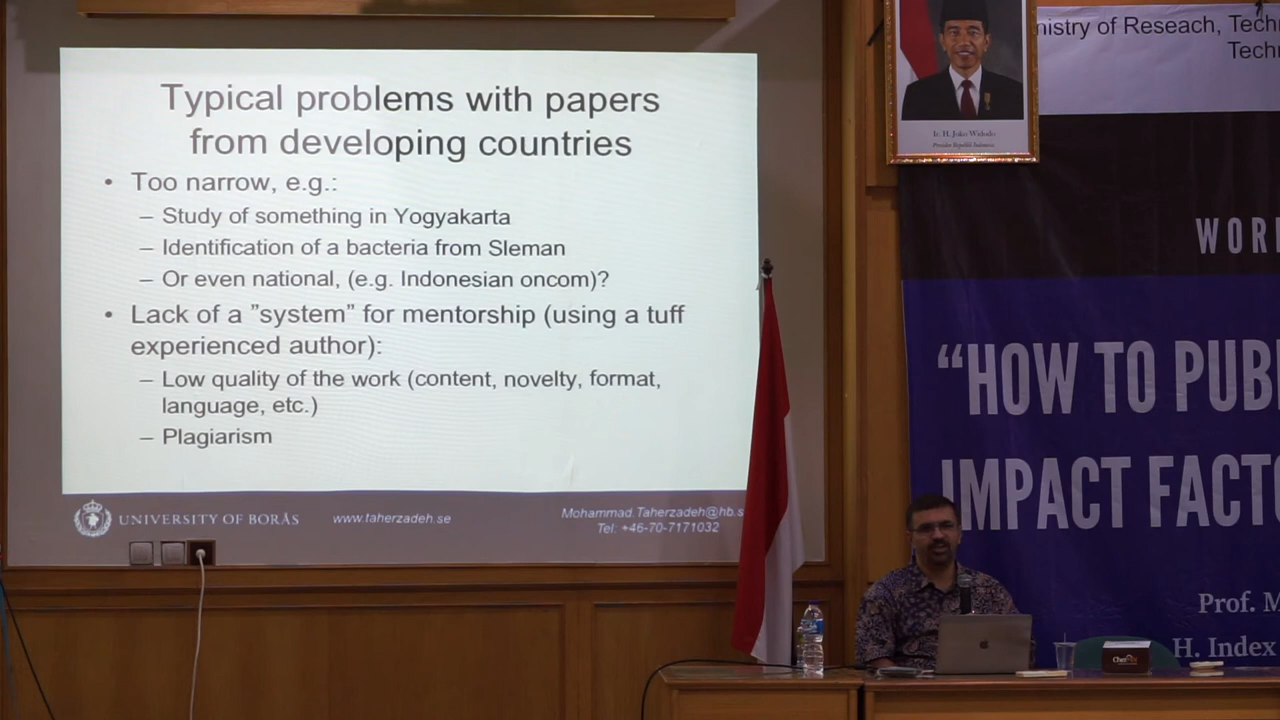 Typical problems with papers
from developing countries
• Too narrow, e.g.:
– Study of something in Yogyakarta
– Identification of a bacteria from Sleman
– Or even national, (e.g. Indonesian oncom)?
• Lack of a ”system” for mentorship (using a tuff
experienced author):
– Low quality of the work (content, novelty, format,
language, etc.)
– Plagiarism
UNIVERSITY OF BORÅS
www.taherzadeh.se
Mohammad.Taherzadeh@hb.s
Tel: +46-70-7171032
Ir. H. Joko Widodo
Presiden Republik Indonesia
nistry of Reseach, Tech
Techn
WOR
“HOW TO PUB
IMPACT FACT
Prof. M
H. Index